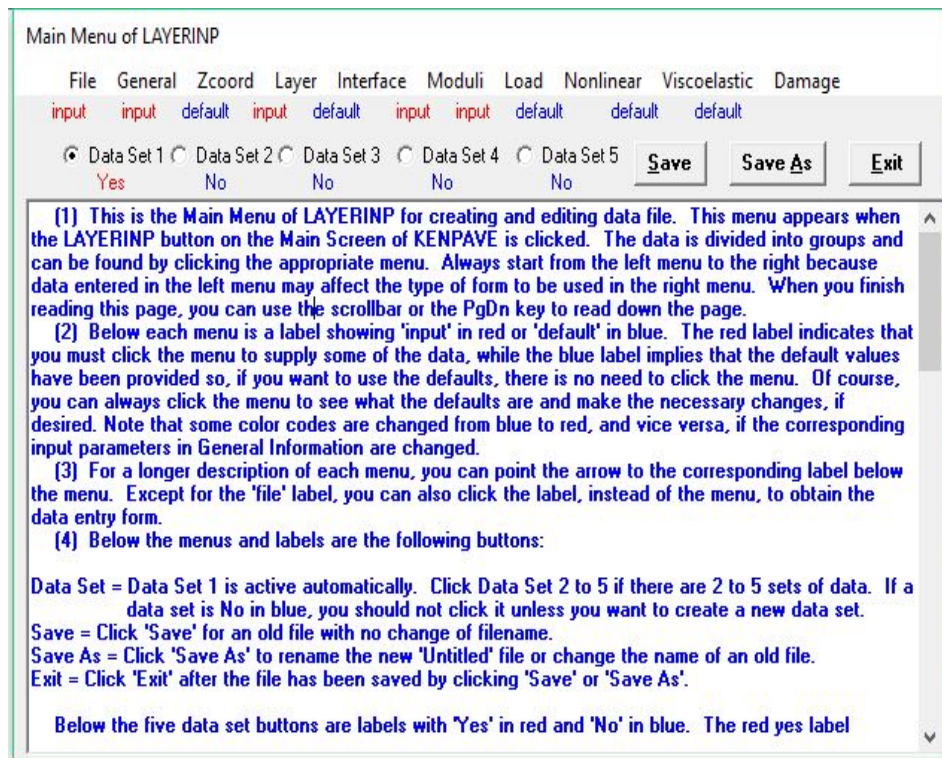 Main Menu of LAYERINP
File General Zcoord Layer Interface Moduli Load Nonlinear Viscoelastic Damage
input input default input default input input default default default
Data Set 1 Data Set 2 Data Set 3 Data Set 4 Data Set 5 Save Save As Exit
Yes No No No No
(1) This is the Main Menu of LAYERINP for creating and editing data file. This menu appears when
the LAYERINP button on the Main Screen of KENPAVE is clicked. The data is divided into groups and
can be found by clicking the appropriate menu. Always start from the left menu to the right because
data entered in the left menu may affect the type of form to be used in the right menu. When you finish
reading this page, you can use the scrollbar or the PgDn key to read down the page.
(2) Below each menu is a label showing 'input' in red or 'default' in blue. The red label indicates that
you must click the menu to supply some of the data, while the blue label implies that the default values
have been provided so, if you want to use the defaults, there is no need to click the menu. Of course,
you can always click the menu to see what the defaults are and make the necessary changes, if
desired. Note that some color codes are changed from blue to red, and vice versa, if the corresponding
input parameters in General Information are changed.
(3) For a longer description of each menu, you can point the arrow to the corresponding label below
the menu. Except for the 'file' label, you can also click the label, instead of the menu, to obtain the
data entry form.
(4) Below the menus and labels are the following buttons:
Data Set = Data Set 1 is active automatically. Click Data Set 2 to 5 if there are 2 to 5 sets of data. If a
data set is No in blue, you should not click it unless you want to create a new data set.
Save = Click 'Save' for an old file with no change of filename.
Save As = Click 'Save As' to rename the new 'Untitled' file or change the name of an old file.
Exit = Click 'Exit' after the file has been saved by clicking 'Save' or 'Save As'.
Below the five data set buttons are labels with 'Yes' in red and 'No' in blue. The red yes label